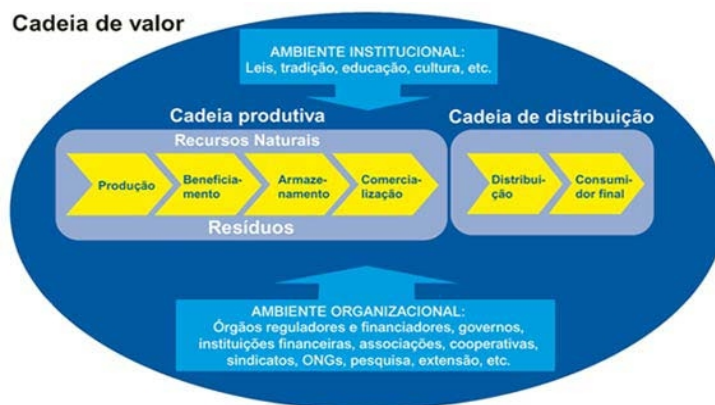 Cadeia de valor
AMBIENTE INSTITUCIONAL:
Leis, tradição, educação, cultura, etc.
Cadeia produtiva
Recursos Naturais
Produção
Beneficia-
mento
Armaze-
namento
Comercia-
lização
Resíduos
Cadeia de distribuição
Distribui-
ção
Consumi-
dor final
AMBIENTE ORGANIZACIONAL:
Órgãos reguladores e financiadores, governos,
instituições financeiras, associações, cooperativas,
sindicatos, ONGs, pesquisa, extensão, etc.